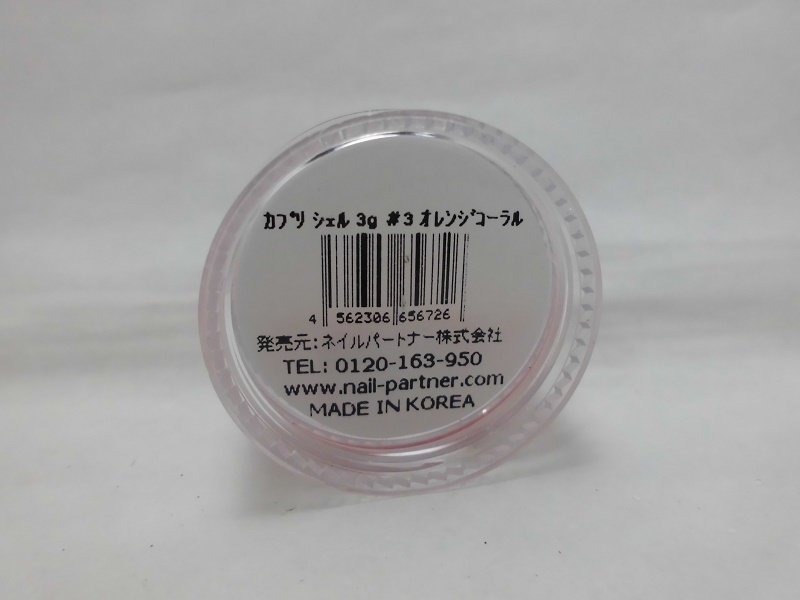 カプリ シェル 3g #3 オレンジコーラル
4 562306 656726
発売元:ネイルパートナー株式会社
TEL: 0120-163-950
www.nail-partner.com
MADE IN KOREA